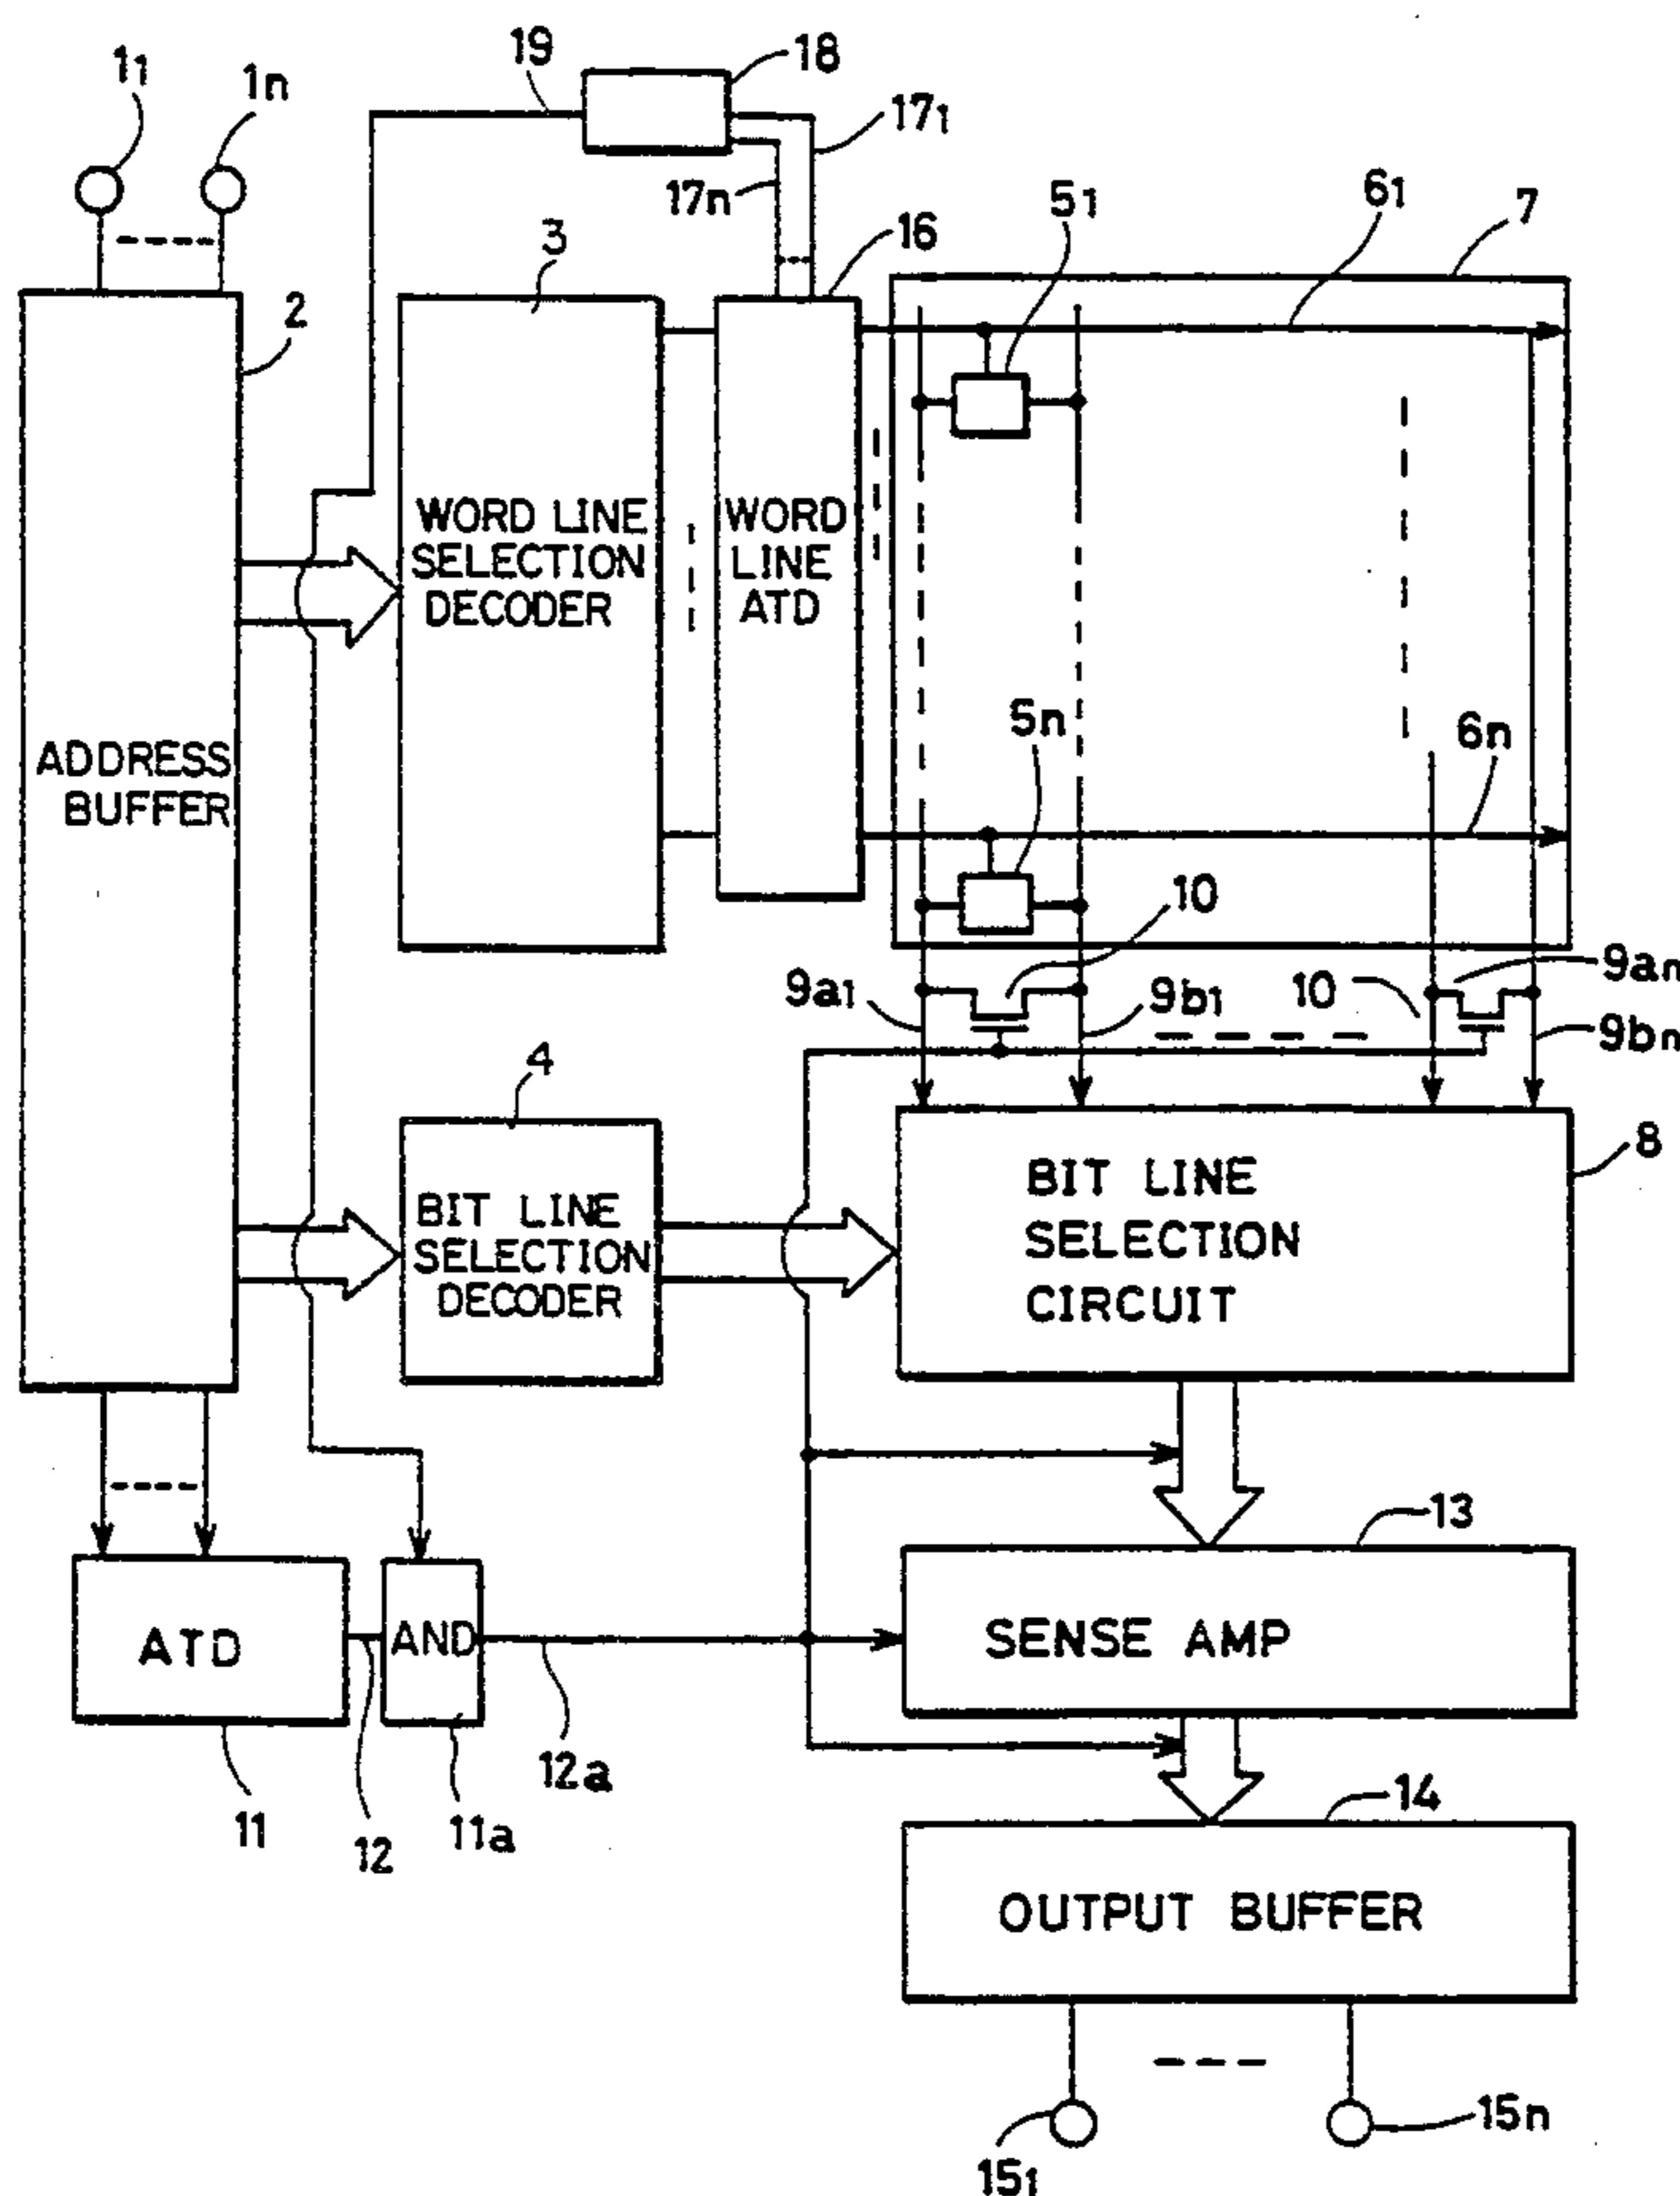 19
18
1₁
1n
17₁
17n
5₁
6₁
7
3
16
2
WORD LINE
SELECTION
DECODER
WORD
LINE
ATD
5n
6n
ADDRESS
BUFFER
10
9a₁
9b₁
10
9an
9bn
4
8
BIT LINE
SELECTION
DECODER
BIT LINE
SELECTION
CIRCUIT
13
ATD
AND
SENSE AMP
12a
11
12
11a
14
OUTPUT BUFFER
15₁
15n